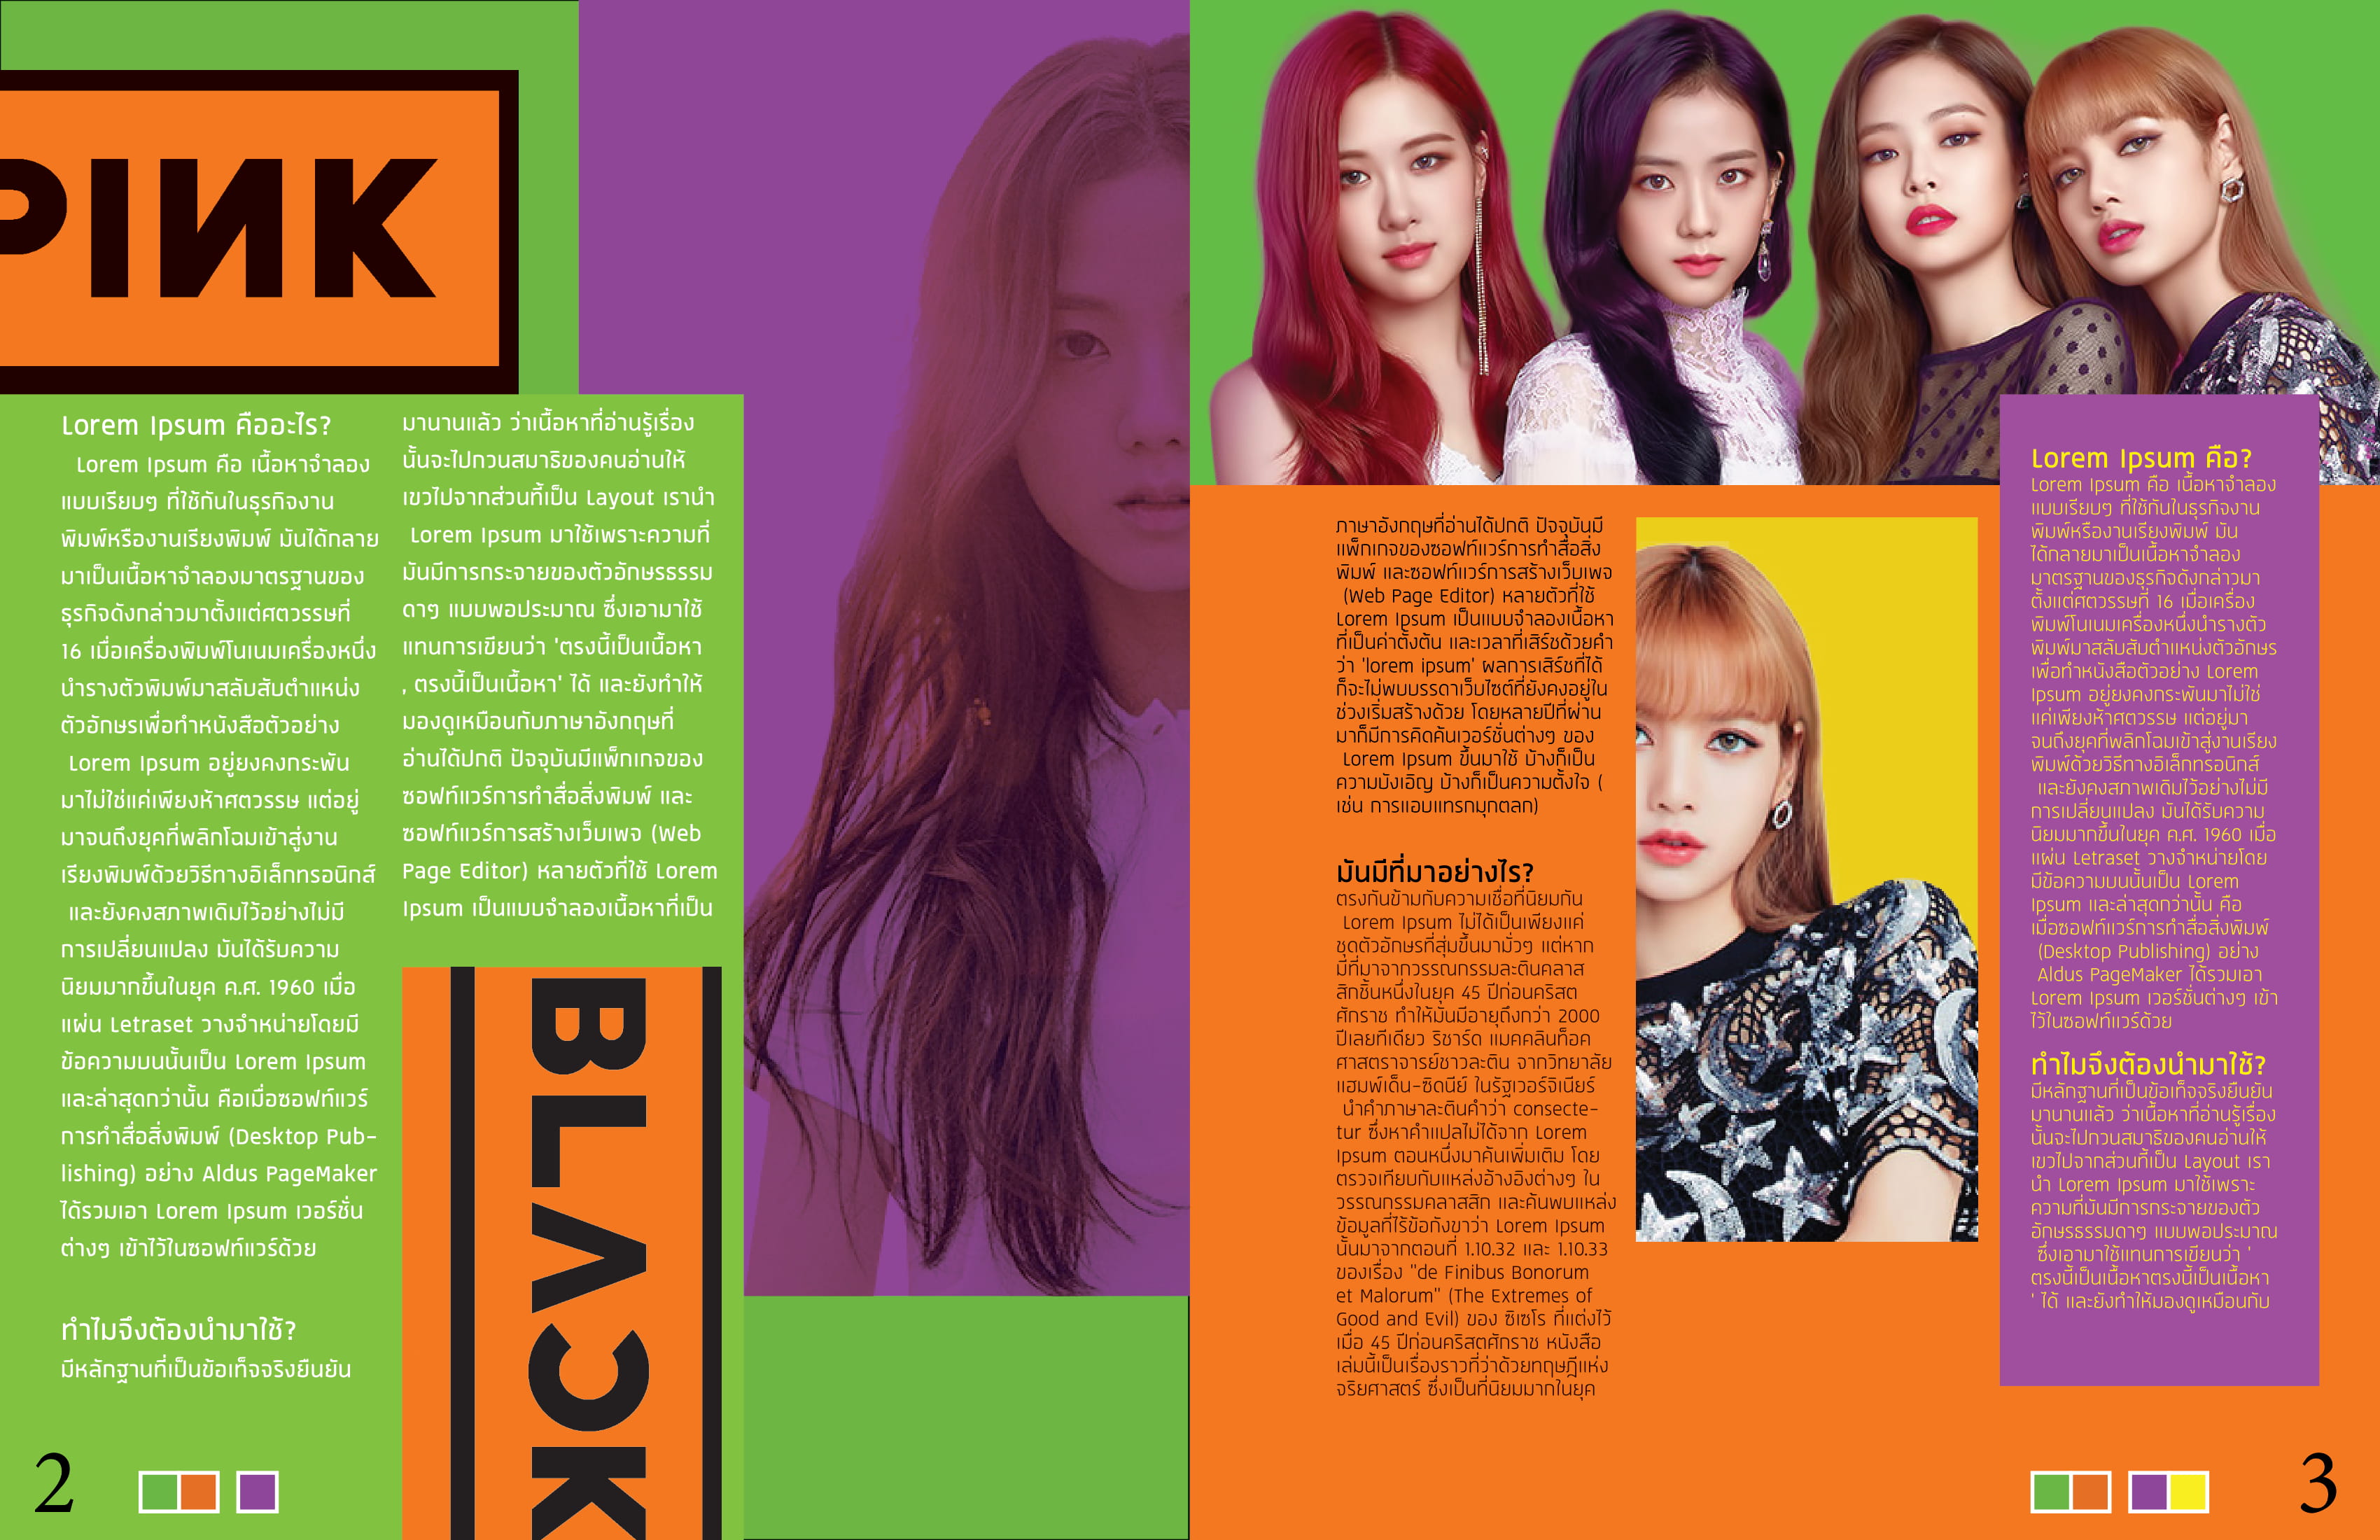 PINK
Lorem Ipsum คืออะไร?
Lorem Ipsum คือ เนื้อหาจำลอง
แบบเรียบๆ ที่ใช้กันในธุรกิจงาน
พิมพ์หรืองานเรียงพิมพ์ มันได้กลาย
มาเป็นเนื้อหาจำลองมาตรฐานของ
ธุรกิจดังกล่าวมาตั้งแต่ศตวรรษที่
16 เมื่อเครื่องพิมพ์โนเนมเครื่องหนึ่ง
นำรางตัวพิมพ์มาสลับสับตำแหน่ง
ตัวอักษรเพื่อทำหนังสือตัวอย่าง
Lorem Ipsum อยู่ยงคงกระพัน
มาไม่ใช่แค่เพียงห้าศตวรรษ แต่อยู่
มาจนถึงยุคที่พลิกโฉมเข้าสู่งาน
เรียงพิมพ์ด้วยวิธีทางอิเล็กทรอนิกส์
และยังคงสภาพเดิมไว้อย่างไม่มี
การเปลี่ยนแปลง มันได้รับความ
นิยมมากขึ้นในยุค ค.ศ. 1960 เมื่อ
แผ่น Letraset วางจำหน่ายโดยมี
ข้อความบนนั้นเป็น Lorem Ipsum
และล่าสุดกว่านั้น คือเมื่อซอฟท์แวร์
การทำสื่อสิ่งพิมพ์ (Desktop Pub-
lishing) อย่าง Aldus PageMaker
ได้รวมเอา Lorem Ipsum เวอร์ชั่น
ต่างๆ เข้าไว้ในซอฟท์แวร์ด้วย
ทำไมจึงต้องนำมาใช้?
มีหลักฐานที่เป็นข้อเท็จจริงยืนยัน
มานานแล้ว ว่าเนื้อหาที่อ่านรู้เรื่อง
นั้นจะไปกวนสมาธิของคนอ่านให้
เขวไปจากส่วนที้เป็น Layout เรานำ
Lorem Ipsum มาใช้เพราะความที่
มันมีการกระจายของตัวอักษรธรรม
ดาๆ แบบพอประมาณ ซึ่งเอามาใช้
แทนการเขียนว่า 'ตรงนี้เป็นเนื้อหา
, ตรงนี้เป็นเนื้อหา' ได้ และยังทำให้
มองดูเหมือนกับภาษาอังกฤษที่
อ่านได้ปกติ ปัจจุบันมีแพ็กเกจของ
ซอฟท์แวร์การทำสื่อสิ่งพิมพ์ และ
ซอฟท์แวร์การสร้างเว็บเพจ (Web
Page Editor) หลายตัวที่ใช้ Lorem
Ipsum เป็นแบบจำลองเนื้อหาที่เป็น
BLACK
2
ภาษาอังกฤษที่อ่านได้ปกติ ปัจจุบันมี
แพ็กเกจของซอฟท์แวร์การทำสื่อสิ่ง
พิมพ์ และซอฟท์แวร์การสร้างเว็บเพจ
(Web Page Editor) หลายตัวที่ใช้
Lorem Ipsum เป็นแบบจำลองเนื้อหา
ที่เป็นค่าตั้งต้น และเวลาที่เสิร์ชด้วยคำ
ว่า 'lorem ipsum' ผลการเสิร์ชที่ได้
ก็จะไม่พบบรรดาเว็บไซต์ที่ยังคงอยู่ใน
ช่วงเริ่มสร้างด้วย โดยหลายปีที่ผ่าน
มาก็มีการคิดค้นเวอร์ชั่นต่างๆ ของ
Lorem Ipsum ขึ้นมาใช้ บ้างก็เป็น
ความบังเอิญ บ้างก็เป็นความตั้งใจ (
เช่น การแอบแทรกมุกตลก)
มันมีที่มาอย่างไร?
ตรงกันข้ามกับความเชื่อที่นิยมกัน
Lorem Ipsum ไม่ได้เป็นเพียงแค่
ชุดตัวอักษรที่สุ่มขึ้นมามั่วๆ แต่หาก
มีที่มาจากวรรณกรรมละตินคลาส
สิกชิ้นหนึ่งในยุค 45 ปีก่อนคริสต
ศักราช ทำให้มันมีอายุถึงกว่า 2000
ปีเลยทีเดียว ริชาร์ด แมคคลินท็อค
ศาสตราจารย์ชาวละติน จากวิทยาลัย
แฮมพ์เด็น-ซิดนีย์ ในรัฐเวอร์จิเนียร์
นำคำภาษาละตินคำว่า consecte-
tur ซึ่งหาคำแปลไม่ได้จาก Lorem
Ipsum ตอนหนึ่งมาค้นเพิ่มเติม โดย
ตรวจเทียบกับแหล่งอ้างอิงต่างๆ ใน
วรรณกรรมคลาสสิก และค้นพบแหล่ง
ข้อมูลที่ไร้ข้อกังขาว่า Lorem Ipsum
นั้นมาจากตอนที่ 1.10.32 และ 1.10.33
ของเรื่อง "de Finibus Bonorum
et Malorum" (The Extremes of
Good and Evil) ของ ซิเซโร ที่แต่งไว้
เมื่อ 45 ปีก่อนคริสตศักราช หนังสือ
เล่มนี้เป็นเรื่องราวที่ว่าด้วยทฤษฎีแห่ง
จริยศาสตร์ ซึ่งเป็นที่นิยมมากในยุค
Lorem Ipsum คือ?
Lorem Ipsum คือ เนื้อหาจำลอง
แบบเรียบๆ ที่ใช้กันในธุรกิจงาน
พิมพ์หรืองานเรียงพิมพ์ มัน
ได้กลายมาเป็นเนื้อหาจำลอง
มาตรฐานของธุรกิจดังกล่าวมา
ตั้งแต่ศตวรรษที่ 16 เมื่อเครื่อง
พิมพ์โนเนมเครื่องหนึ่งนำรางตัว
พิมพ์มาสลับสับตำแหน่งตัวอักษร
เพื่อทำหนังสือตัวอย่าง Lorem
Ipsum อยู่ยงคงกระพันมาไม่ใช่
แค่เพียงห้าศตวรรษ แต่อยู่มา
จนถึงยุคที่พลิกโฉมเข้าสู่งานเรียง
พิมพ์ด้วยวิธีทางอิเล็กทรอนิกส์
และยังคงสภาพเดิมไว้อย่างไม่มี
การเปลี่ยนแปลง มันได้รับความ
นิยมมากขึ้นในยุค ค.ศ. 1960 เมื่อ
แผ่น Letraset วางจำหน่ายโดย
มีข้อความบนนั้นเป็น Lorem
Ipsum และล่าสุดกว่านั้น คือ
เมื่อซอฟท์แวร์การทำสื่อสิ่งพิมพ์
(Desktop Publishing) อย่าง
Aldus PageMaker ได้รวมเอา
Lorem Ipsum เวอร์ชั่นต่างๆ เข้า
ไว้ในซอฟท์แวร์ด้วย
ทำไมจึงต้องนำมาใช้?
มีหลักฐานที่เป็นข้อเท็จจริงยืนยัน
มานานแล้ว ว่าเนื้อหาที่อ่านรู้เรื่อง
นั้นจะไปกวนสมาธิของคนอ่านให้
เขวไปจากส่วนที้เป็น Layout เรา
นำ Lorem Ipsum มาใช้เพราะ
ความที่มันมีการกระจายของตัว
อักษรธรรมดาๆ แบบพอประมาณ
ซึ่งเอามาใช้แทนการเขียนว่า '
ตรงนี้เป็นเนื้อหาตรงนี้เป็นเนื้อหา
' ได้ และยังทำให้มองดูเหมือนกับ
3